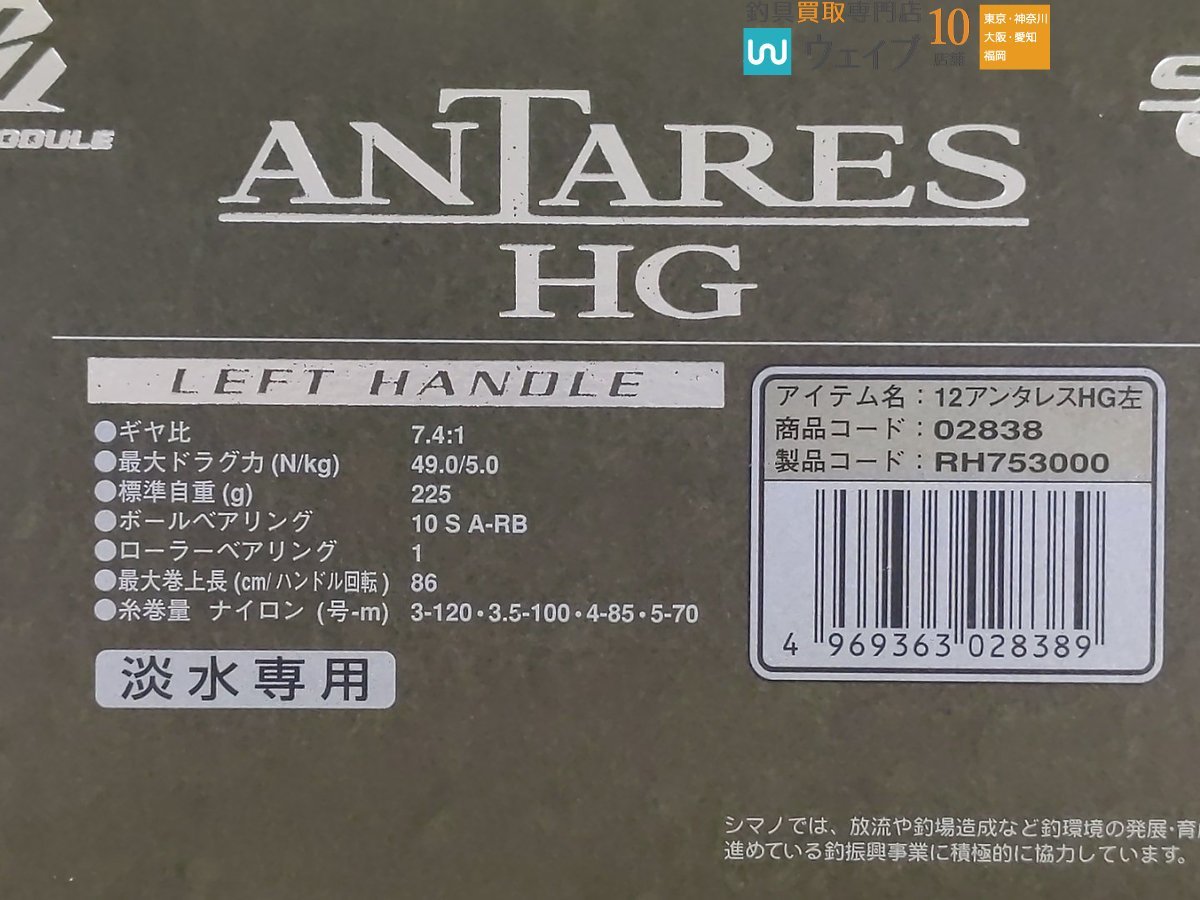 釣具買取専門店
ウェイブ
10
店舗
東京・神奈川
大阪・愛知
福岡
MODULE
ANTARES
HG
LEFT HANDLE
●ギヤ比 7.4:1
●最大ドラグ力(N/kg) 49.0/5.0
●標準自重(g) 225
●ボールベアリング 10 S A-RB
●ローラーベアリング 1
●最大巻上長(cm/ハンドル回転) 86
●糸巻量 ナイロン (号-m) 3-120・3.5-100・4-85・5-70
淡水専用
アイテム名：12アンタレスHG左
商品コード：02838
製品コード：RH753000
4 969363 028389
シマノでは、放流や釣場造成など釣環境の発展・育
進めている釣振興事業に積極的に協力しています。